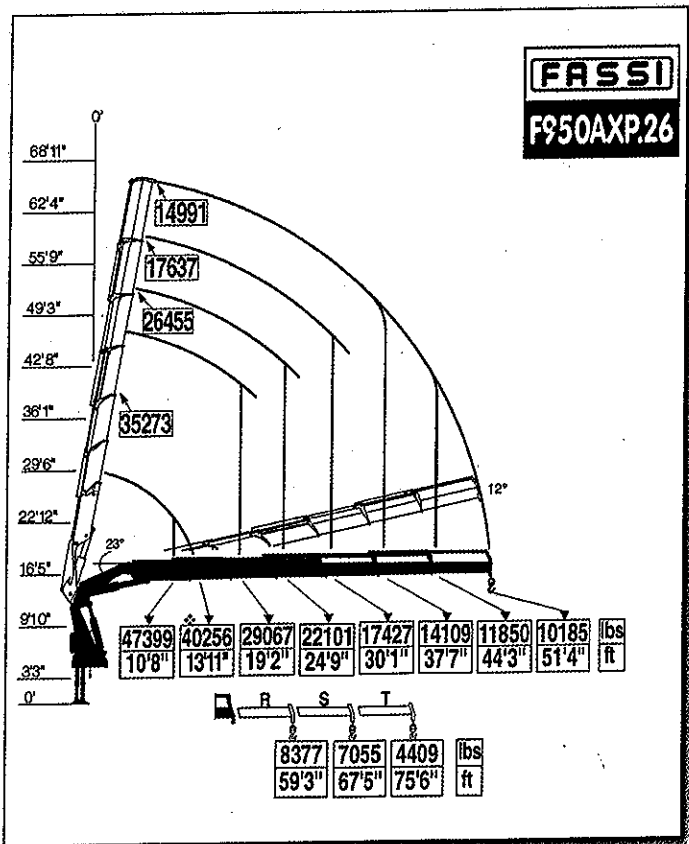 FASSI
F950AXP.26
0'
68'11"
62'4"
55'9"
49'3"
42'8"
36'1"
29'6"
22'12"
16'5"
9'10"
3'3"
0'
14991
17637
26455
35273
12°
23°
※
47399 40256 29067 22101 17427 14109 11850 10185 lbs
10'8" 13'11" 19'2" 24'9" 30'1" 37'7" 44'3" 51'4" ft
R S T
8377 7055 4409 lbs
59'3" 67'5" 75'6" ft